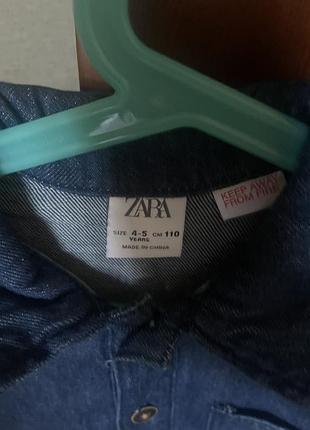 ZARA
SIZE 4-5 CM 110
YEARS
MADE IN CHINA
KEEP AWAY
FROM FIRE